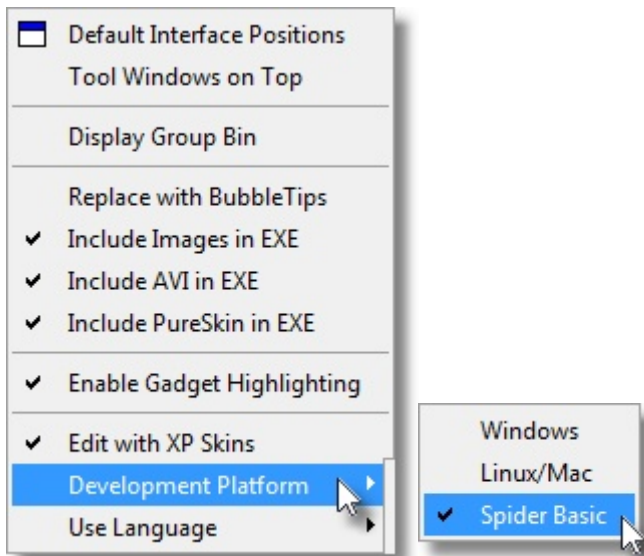 Default Interface Positions
Tool Windows on Top
Display Group Bin
Replace with BubbleTips
Include Images in EXE
Include AVI in EXE
Include PureSkin in EXE
Enable Gadget Highlighting
Edit with XP Skins
Development Platform
Use Language
Windows
Linux/Mac
Spider Basic